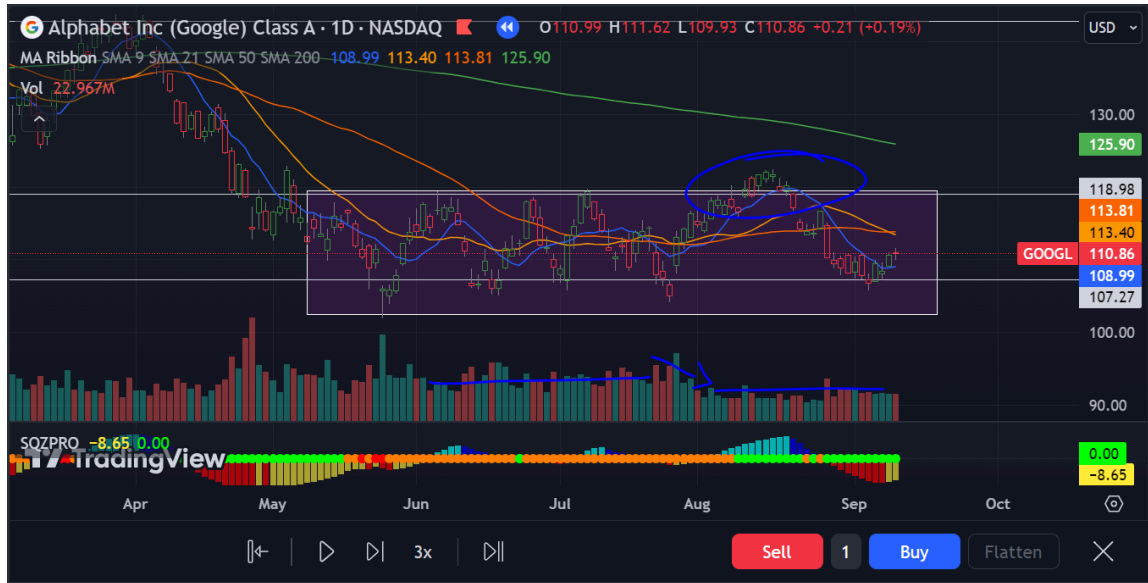 Alphabet Inc (Google) Class A · 1D · NASDAQ O110.99 H111.62 L109.93 C110.86 +0.21 (+0.19%) USD
MA Ribbon SMA 9 SMA 21 SMA 50 SMA 200 108.99 113.40 113.81 125.90
Vol 22.967M
130.00
125.90
118.98
113.81
113.40
GOOGL 110.86
108.99
107.27
100.00
90.00
SQZPRO −8.65 0.00
TradingView
0.00
−8.65
Apr May Jun Jul Aug Sep Oct
3x Sell 1 Buy Flatten